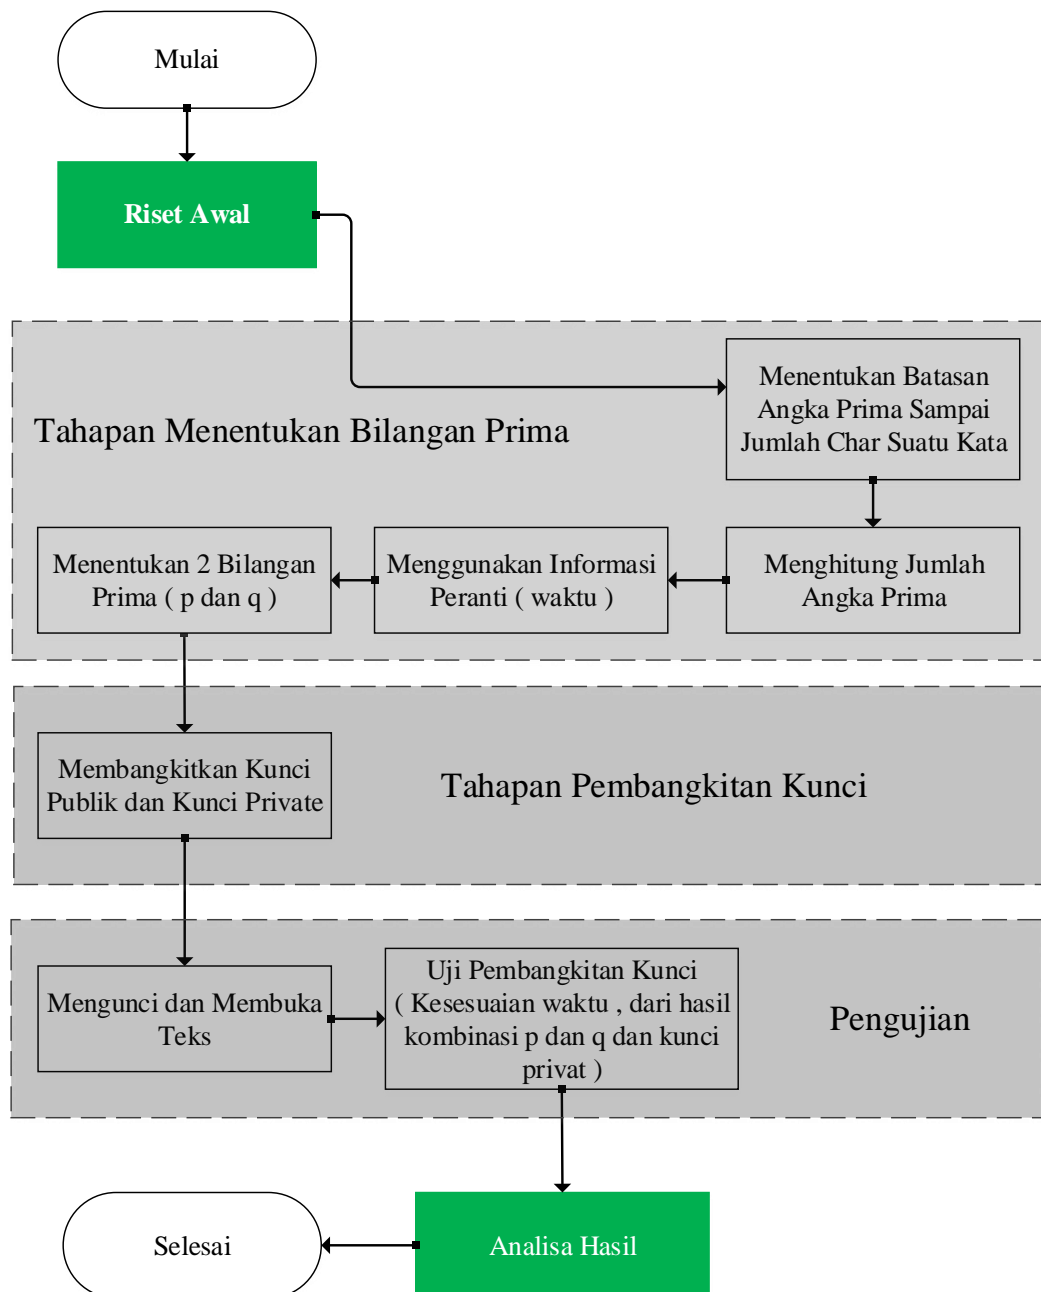 Mulai
Riset Awal
Menentukan Batasan
Angka Prima Sampai
Jumlah Char Suatu Kata
Tahapan Menentukan Bilangan Prima
Menentukan 2 Bilangan
Prima ( p dan q )
Menggunakan Informasi
Peranti ( waktu )
Menghitung Jumlah
Angka Prima
Membangkitkan Kunci
Publik dan Kunci Private
Tahapan Pembangkitan Kunci
Mengunci dan Membuka
Teks
Uji Pembangkitan Kunci
( Kesesuaian waktu , dari hasil
kombinasi p dan q dan kunci
privat )
Pengujian
Selesai
Analisa Hasil